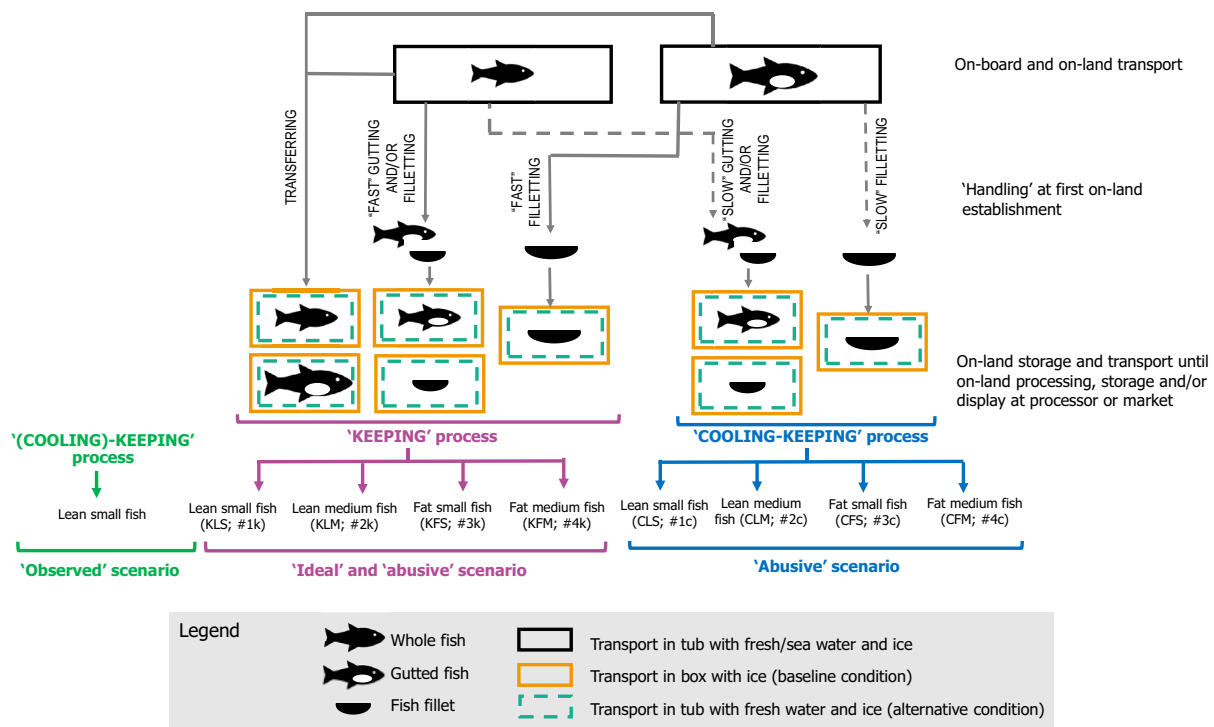 On-board and on-land transport
TRANSFERRING
"FAST" GUTTING
AND/OR
FILLETTING
"FAST"
FILLETTING
"SLOW" GUTTING
AND/OR
FILLETTING
"SLOW" FILLETTING
‘Handling’ at first on-land
establishment
On-land storage and transport until
on-land processing, storage and/or
display at processor or market
‘(COOLING)-KEEPING’
process
‘KEEPING’ process
‘COOLING-KEEPING’ process
Lean small fish
Lean small fish
(KLS; #1k)
Lean medium fish
(KLM; #2k)
Fat small fish
(KFS; #3k)
Fat medium fish
(KFM; #4k)
Lean small fish
(CLS; #1c)
Lean medium
fish (CLM; #2c)
Fat small fish
(CFS; #3c)
Fat medium fish
(CFM; #4c)
‘Observed’ scenario
‘Ideal’ and ‘abusive’ scenario
‘Abusive’ scenario
Legend
Whole fish
Gutted fish
Fish fillet
Transport in tub with fresh/sea water and ice
Transport in box with ice (baseline condition)
Transport in tub with fresh water and ice (alternative condition)